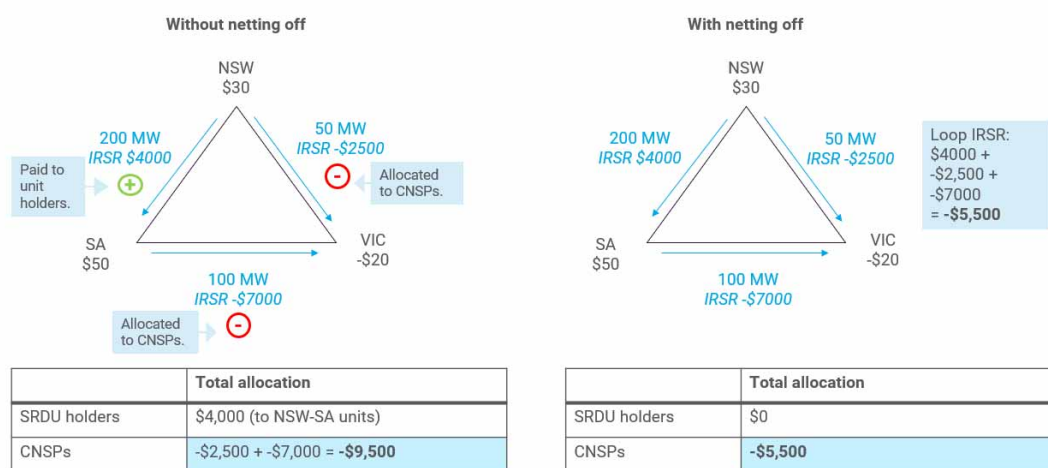 Without netting off
NSW
$30
200 MW
IRSR $4000
50 MW
IRSR -$2500
Paid to
unit
holders.
+
-
Allocated
to CNSPs.
SA
$50
VIC
-$20
100 MW
IRSR -$7000
Allocated
to CNSPs.
-
Total allocation
SRDU holders
$4,000 (to NSW-SA units)
CNSPs
-$2,500 + -$7,000 = -$9,500
With netting off
NSW
$30
200 MW
IRSR $4000
50 MW
IRSR -$2500
Loop IRSR:
$4000 +
-$2,500 +
-$7000
= -$5,500
SA
$50
VIC
-$20
100 MW
IRSR -$7000
Total allocation
SRDU holders
$0
CNSPs
-$5,500